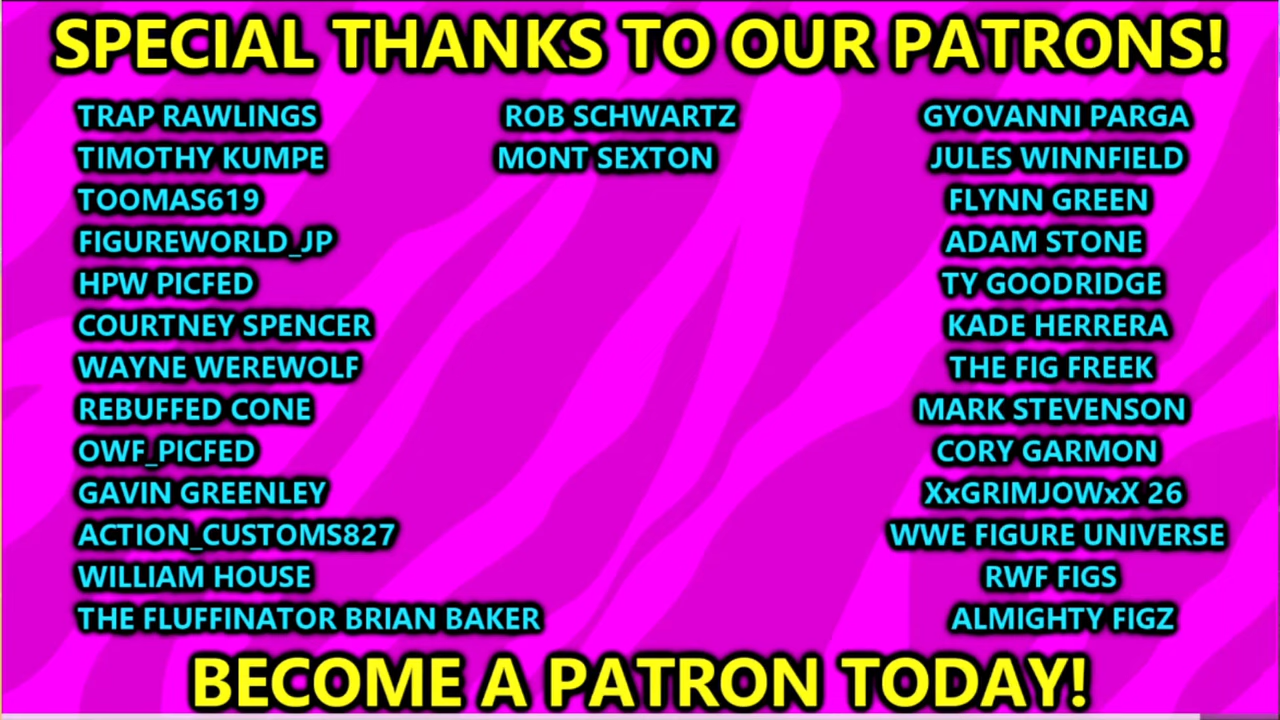 SPECIAL THANKS TO OUR PATRONS!
TRAP RAWLINGS
TIMOTHY KUMPE
TOOMAS619
FIGUREWORLD_JP
HPW PICFED
COURTNEY SPENCER
WAYNE WEREWOLF
REBUFFED CONE
OWF_PICFED
GAVIN GREENLEY
ACTION_CUSTOMS827
WILLIAM HOUSE
THE FLUFFINATOR BRIAN BAKER
ROB SCHWARTZ
MONT SEXTON
GYOVANNI PARGA
JULES WINNFIELD
FLYNN GREEN
ADAM STONE
TY GOODRIDGE
KADE HERRERA
THE FIG FREEK
MARK STEVENSON
CORY GARMON
XxGRIMJOWxX 26
WWE FIGURE UNIVERSE
RWF FIGS
ALMIGHTY FIGZ
BECOME A PATRON TODAY!